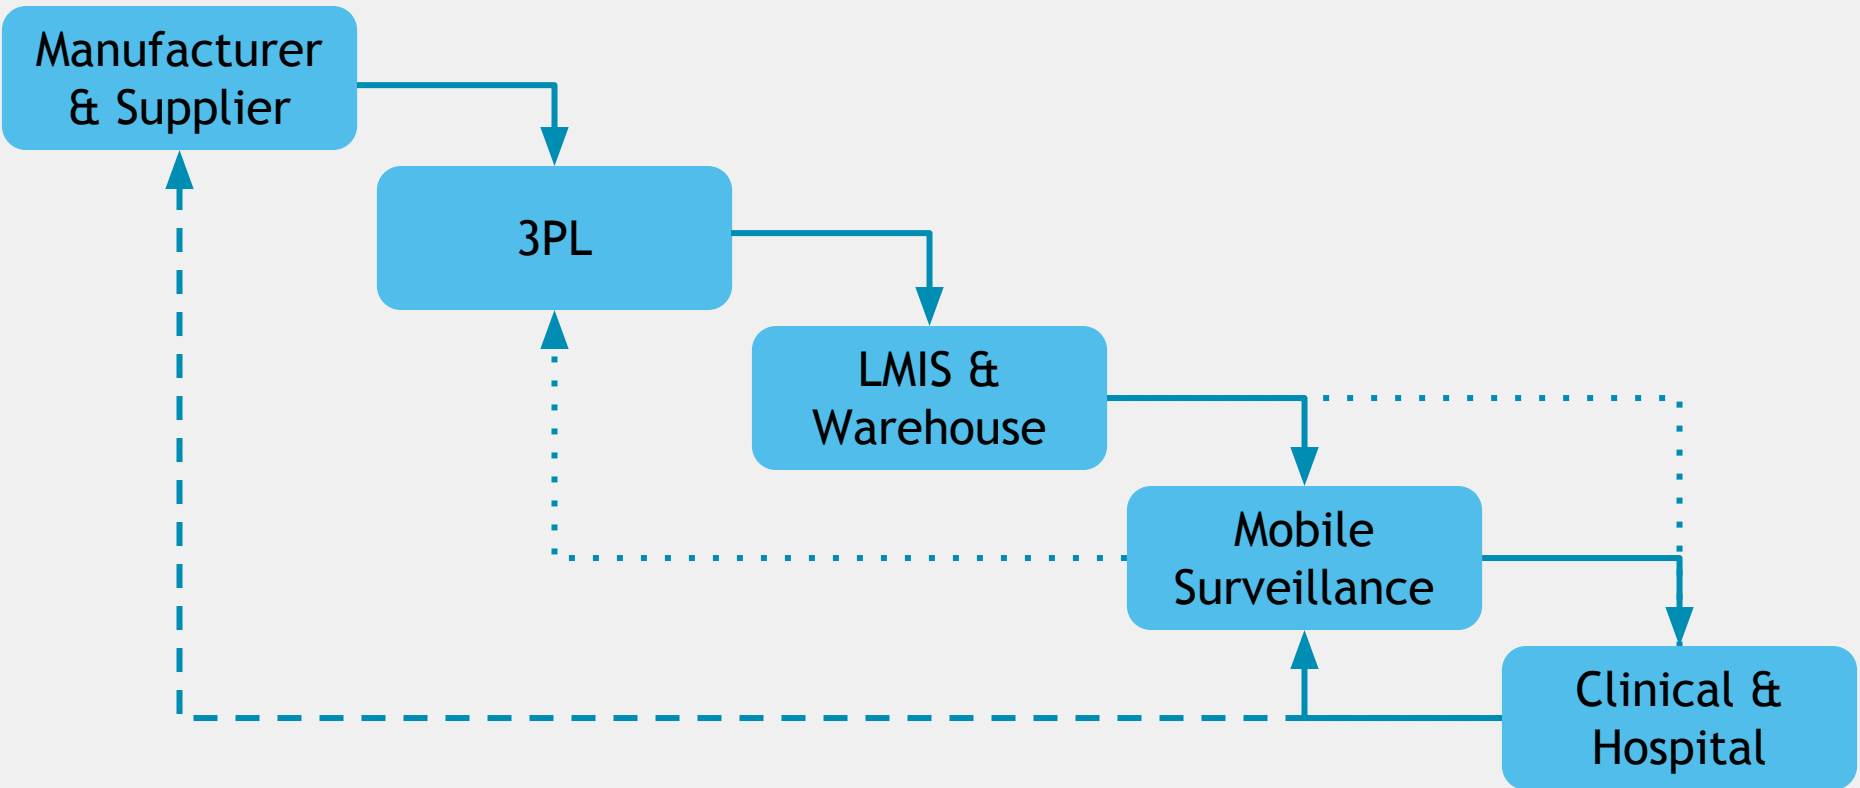 Manufacturer
& Supplier
3PL
LMIS &
Warehouse
Mobile
Surveillance
Clinical &
Hospital